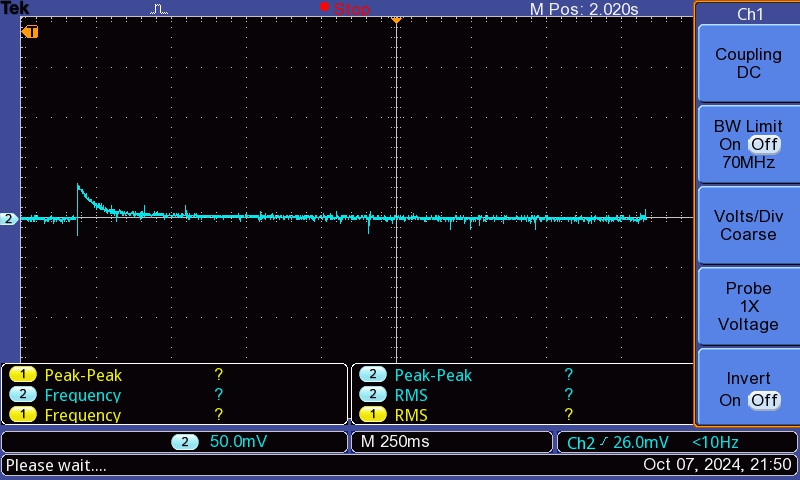 Tek
Stop
M Pos: 2.020s
Ch1
T
Coupling
DC
BW Limit
On Off
70MHz
2
Volts/Div
Coarse
Probe
1X
Voltage
Invert
On Off
1 Peak-Peak ?
2 Frequency ?
1 Frequency ?
2 Peak-Peak ?
2 RMS ?
1 RMS ?
2 50.0mV
M 250ms
Ch2 26.0mV <10Hz
Please wait....
Oct 07, 2024, 21:50